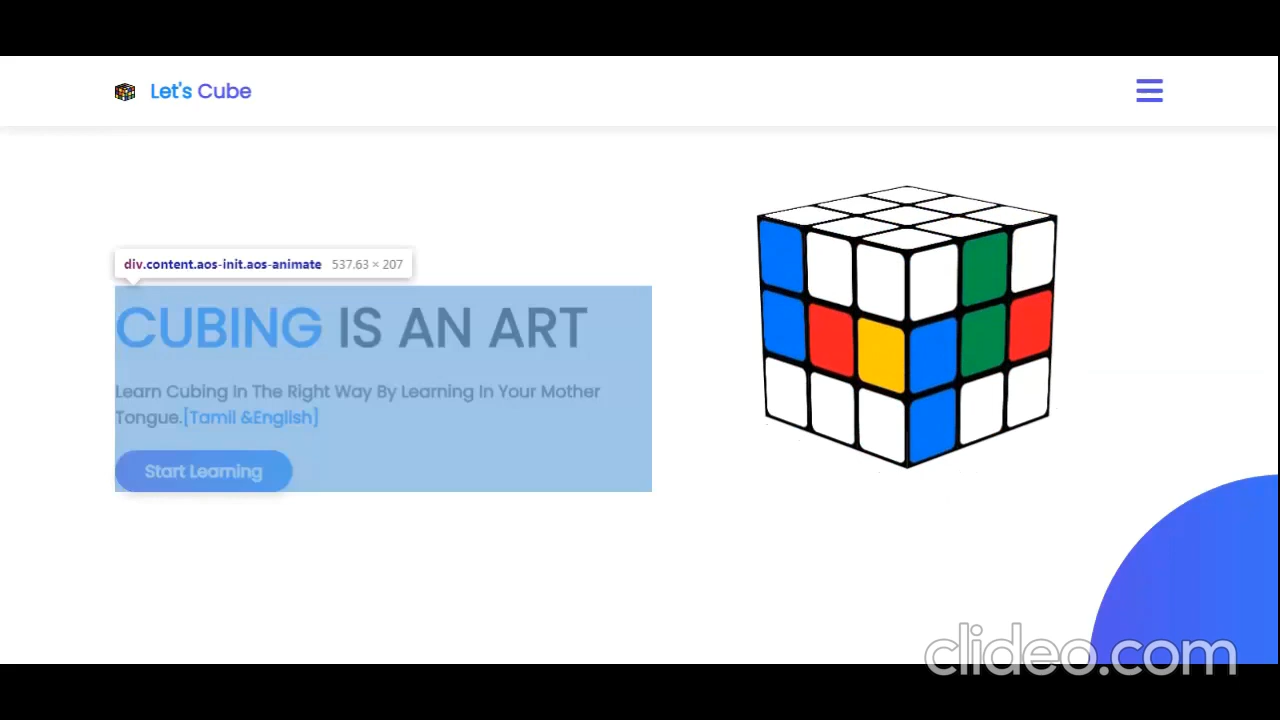 Let's Cube
div.content.aos-init.aos-animate 537.63 × 207
CUBING IS AN ART
Learn Cubing In The Right Way By Learning In Your Mother
Tongue.[Tamil &English]
Start Learning
clideo.com